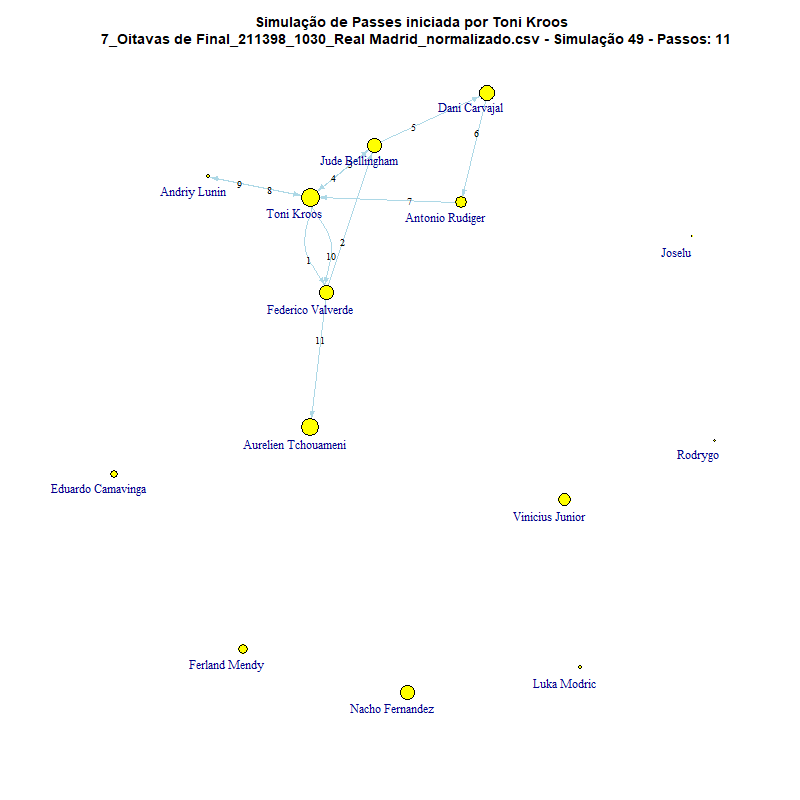 Simulação de Passes iniciada por Toni Kroos
7_Oitavas de Final_211398_1030_Real Madrid_normalizado.csv - Simulação 49 - Passos: 11
Dani Carvajal
5
6
Jude Bellingham
4
9
8
Andriy Lunin
7
Toni Kroos
Antonio Rudiger
2
10
1
Joselu
Federico Valverde
11
Aurelien Tchouameni
Rodrygo
Eduardo Camavinga
Vinicius Junior
Ferland Mendy
Luka Modric
Nacho Fernandez